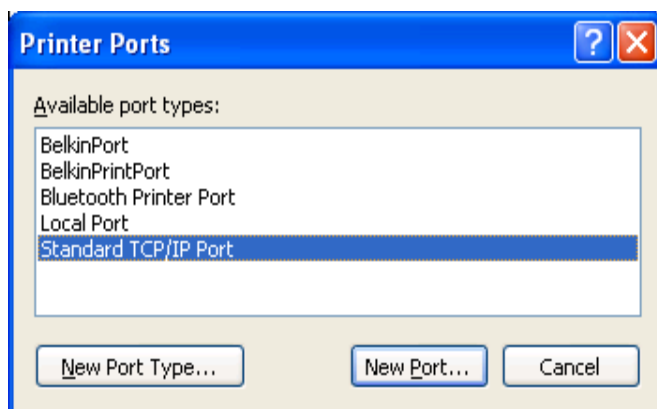 Printer Ports
Available port types:
BelkinPort
BelkinPrintPort
Bluetooth Printer Port
Local Port
Standard TCP/IP Port
New Port Type... New Port... Cancel